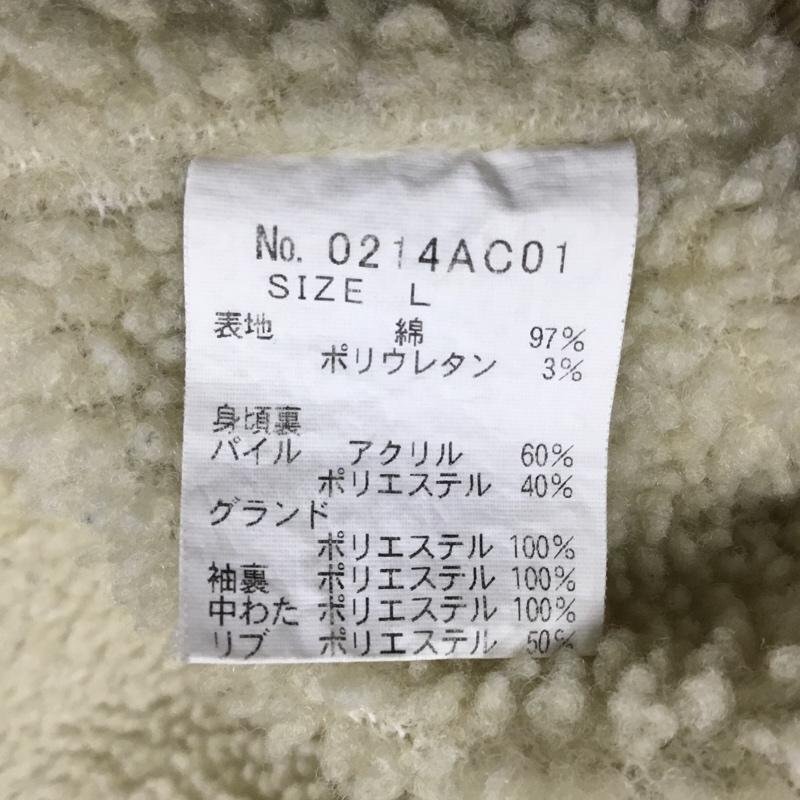 No. 0214AC01
SIZE L
表地 綿 97%
ポリウレタン 3%
身頃裏
パイル アクリル 60%
ポリエステル 40%
グランド
ポリエステル 100%
袖裏 ポリエステル 100%
中わた ポリエステル 100%
リブ ポリエステル 50%